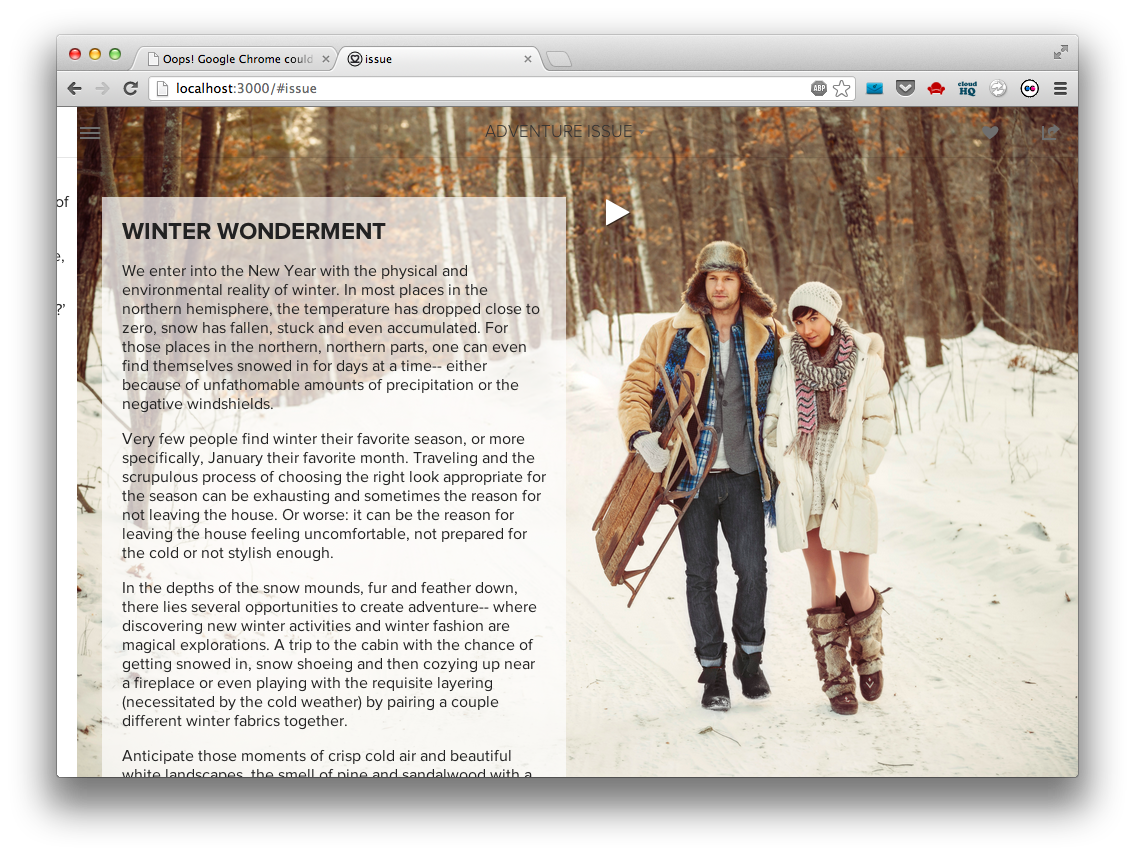 Oops! Google Chrome could
issue
localhost:3000/#issue
ABP
cloud
HQ
ADVENTURE ISSUE
of
WINTER WONDERMENT
e,
?’
We enter into the New Year with the physical and
environmental reality of winter. In most places in the
northern hemisphere, the temperature has dropped close to
zero, snow has fallen, stuck and even accumulated. For
those places in the northern, northern parts, one can even
find themselves snowed in for days at a time-- either
because of unfathomable amounts of precipitation or the
negative windshields.
Very few people find winter their favorite season, or more
specifically, January their favorite month. Traveling and the
scrupulous process of choosing the right look appropriate for
the season can be exhausting and sometimes the reason for
not leaving the house. Or worse: it can be the reason for
leaving the house feeling uncomfortable, not prepared for
the cold or not stylish enough.
In the depths of the snow mounds, fur and feather down,
there lies several opportunities to create adventure-- where
discovering new winter activities and winter fashion are
magical explorations. A trip to the cabin with the chance of
getting snowed in, snow shoeing and then cozying up near
a fireplace or even playing with the requisite layering
(necessitated by the cold weather) by pairing a couple
different winter fabrics together.
Anticipate those moments of crisp cold air and beautiful
white landscapes, the smell of pine and sandalwood with a